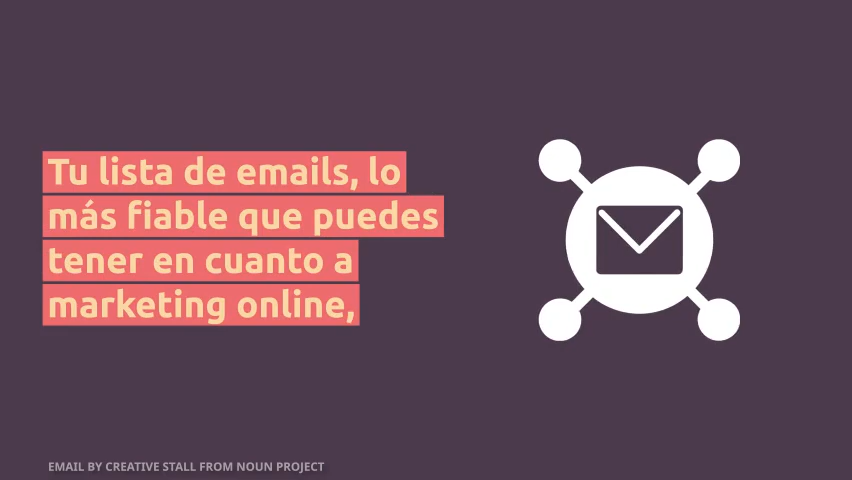 Tu lista de emails, lo
más fiable que puedes
tener en cuanto a
marketing online,
EMAIL BY CREATIVE STALL FROM NOUN PROJECT